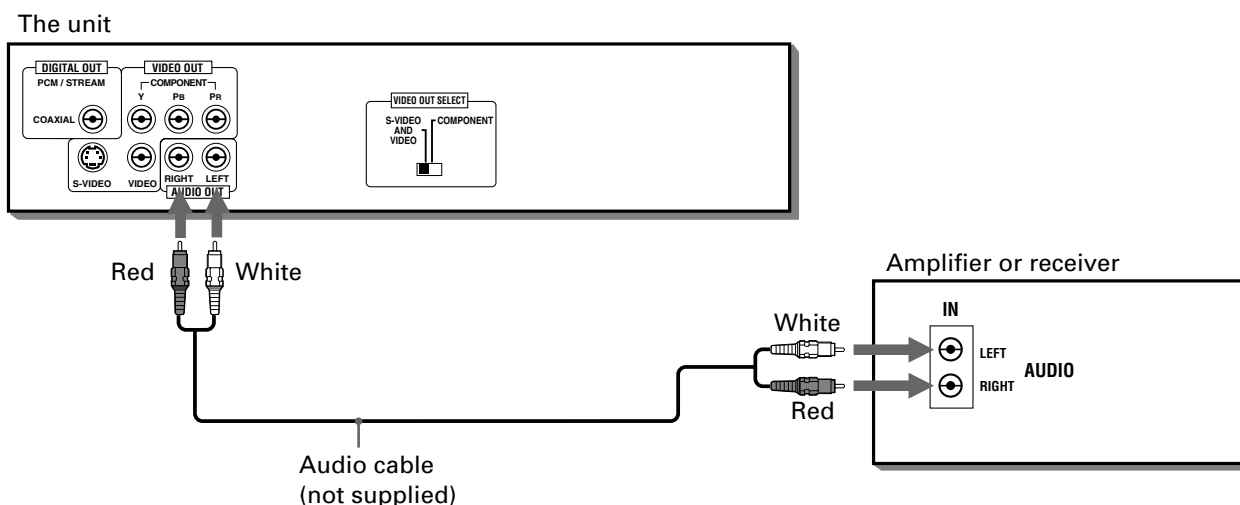 The unit
DIGITAL OUT
PCM / STREAM
COAXIAL
VIDEO OUT
COMPONENT
Y PB PR
S-VIDEO VIDEO RIGHT LEFT
AUDIO OUT
VIDEO OUT SELECT
S-VIDEO
AND
VIDEO
COMPONENT
Red White
Amplifier or receiver
IN
White
LEFT
AUDIO
RIGHT
Red
Audio cable
(not supplied)